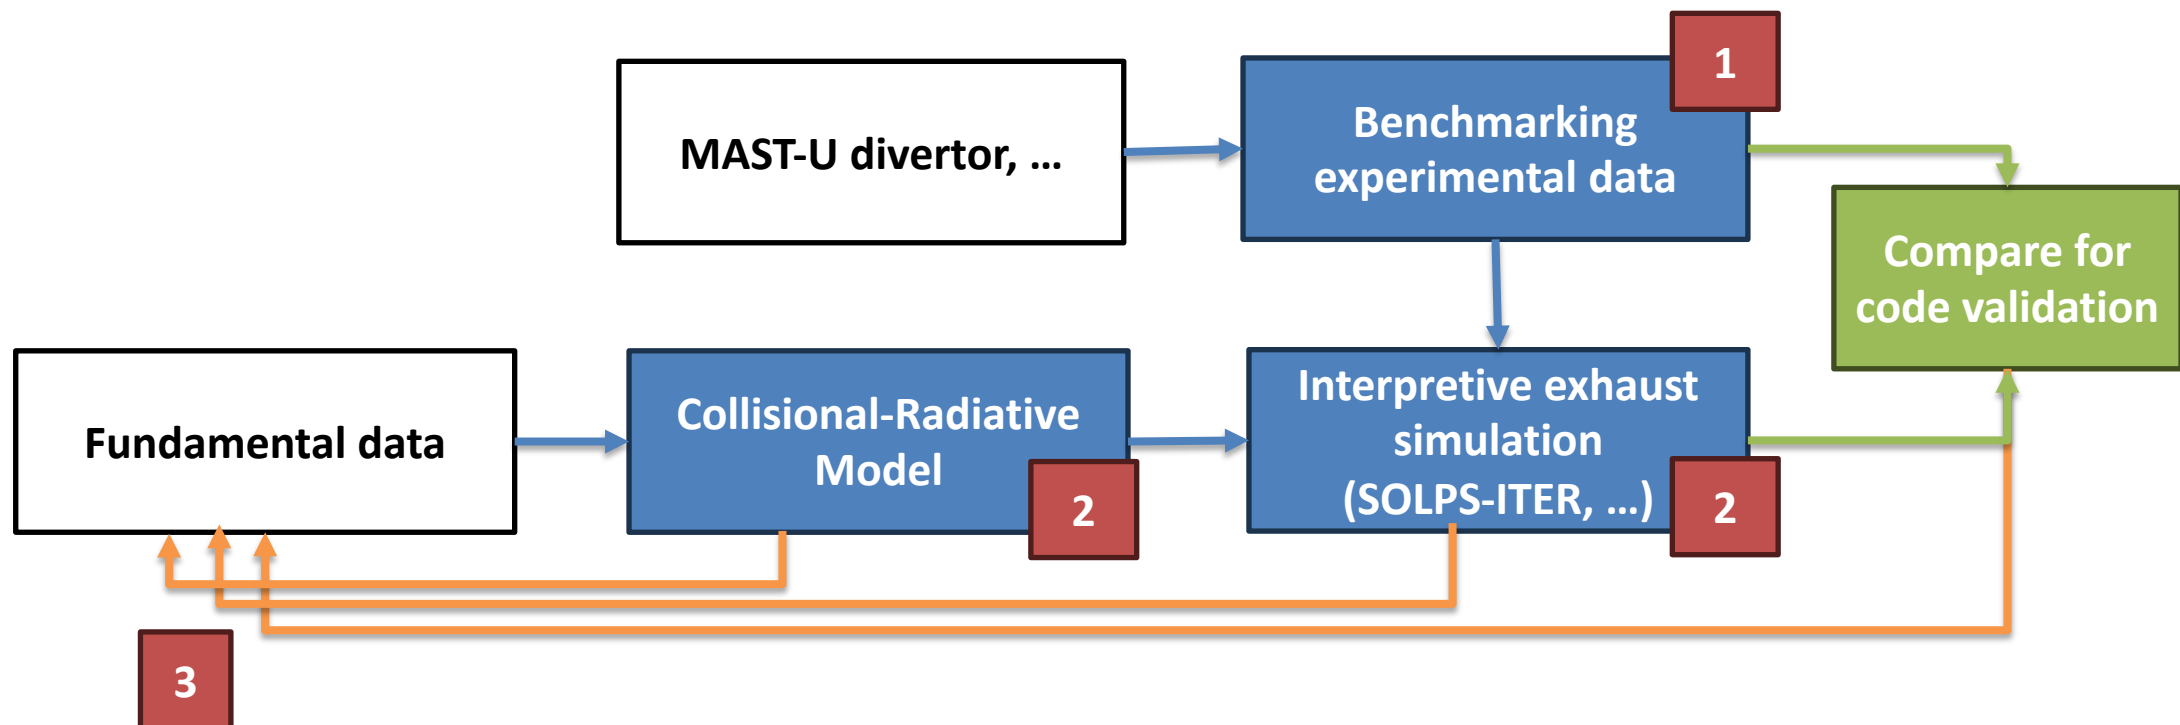 1
MAST-U divertor, ...
Benchmarking
experimental data
Compare for
code validation
Fundamental data
Collisional-Radiative
Model
2
Interpretive exhaust
simulation
(SOLPS-ITER, ...)
2
3